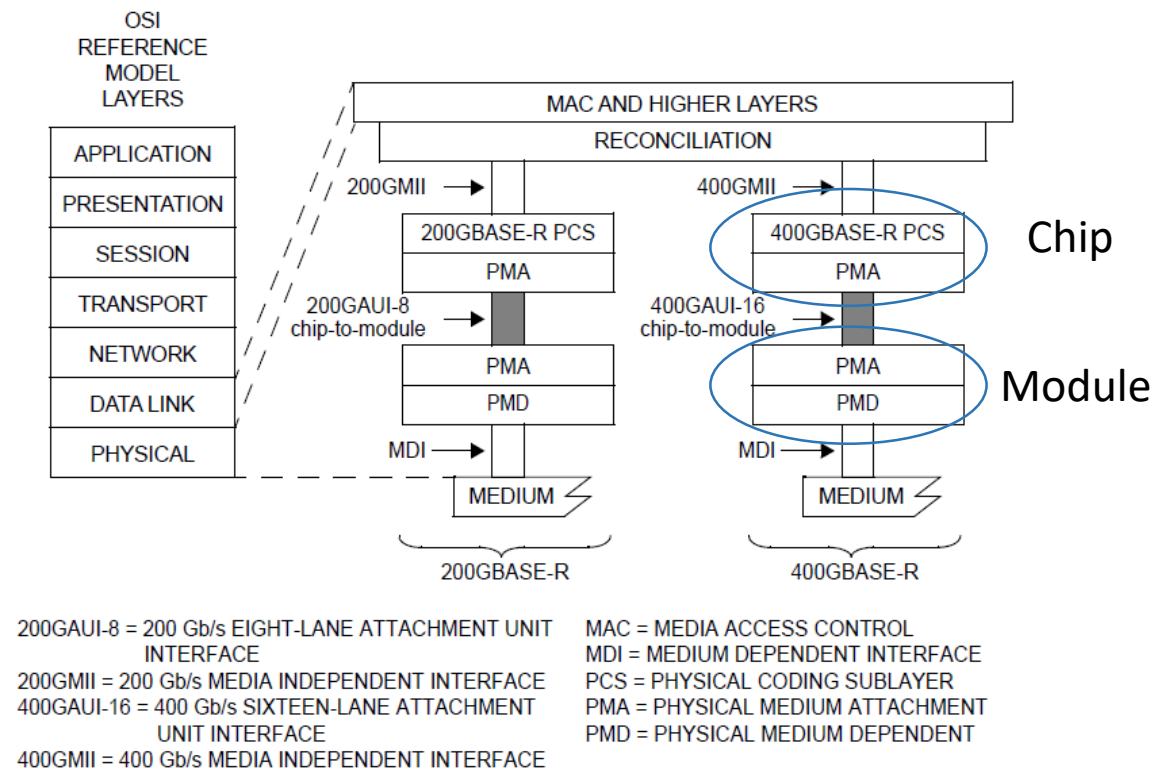 OSI
REFERENCE
MODEL
LAYERS
APPLICATION
PRESENTATION
SESSION
TRANSPORT
NETWORK
DATA LINK
PHYSICAL
MAC AND HIGHER LAYERS
RECONCILIATION
200GMII
400GMII
200GBASE-R PCS
400GBASE-R PCS
Chip
PMA
PMA
200GAUI-8
chip-to-module
400GAUI-16
chip-to-module
PMA
PMA
Module
PMD
PMD
MDI
MDI
MEDIUM
MEDIUM
200GBASE-R
400GBASE-R
200GAUI-8 = 200 Gb/s EIGHT-LANE ATTACHMENT UNIT
INTERFACE
200GMII = 200 Gb/s MEDIA INDEPENDENT INTERFACE
400GAUI-16 = 400 Gb/s SIXTEEN-LANE ATTACHMENT
UNIT INTERFACE
400GMII = 400 Gb/s MEDIA INDEPENDENT INTERFACE
MAC = MEDIA ACCESS CONTROL
MDI = MEDIUM DEPENDENT INTERFACE
PCS = PHYSICAL CODING SUBLAYER
PMA = PHYSICAL MEDIUM ATTACHMENT
PMD = PHYSICAL MEDIUM DEPENDENT